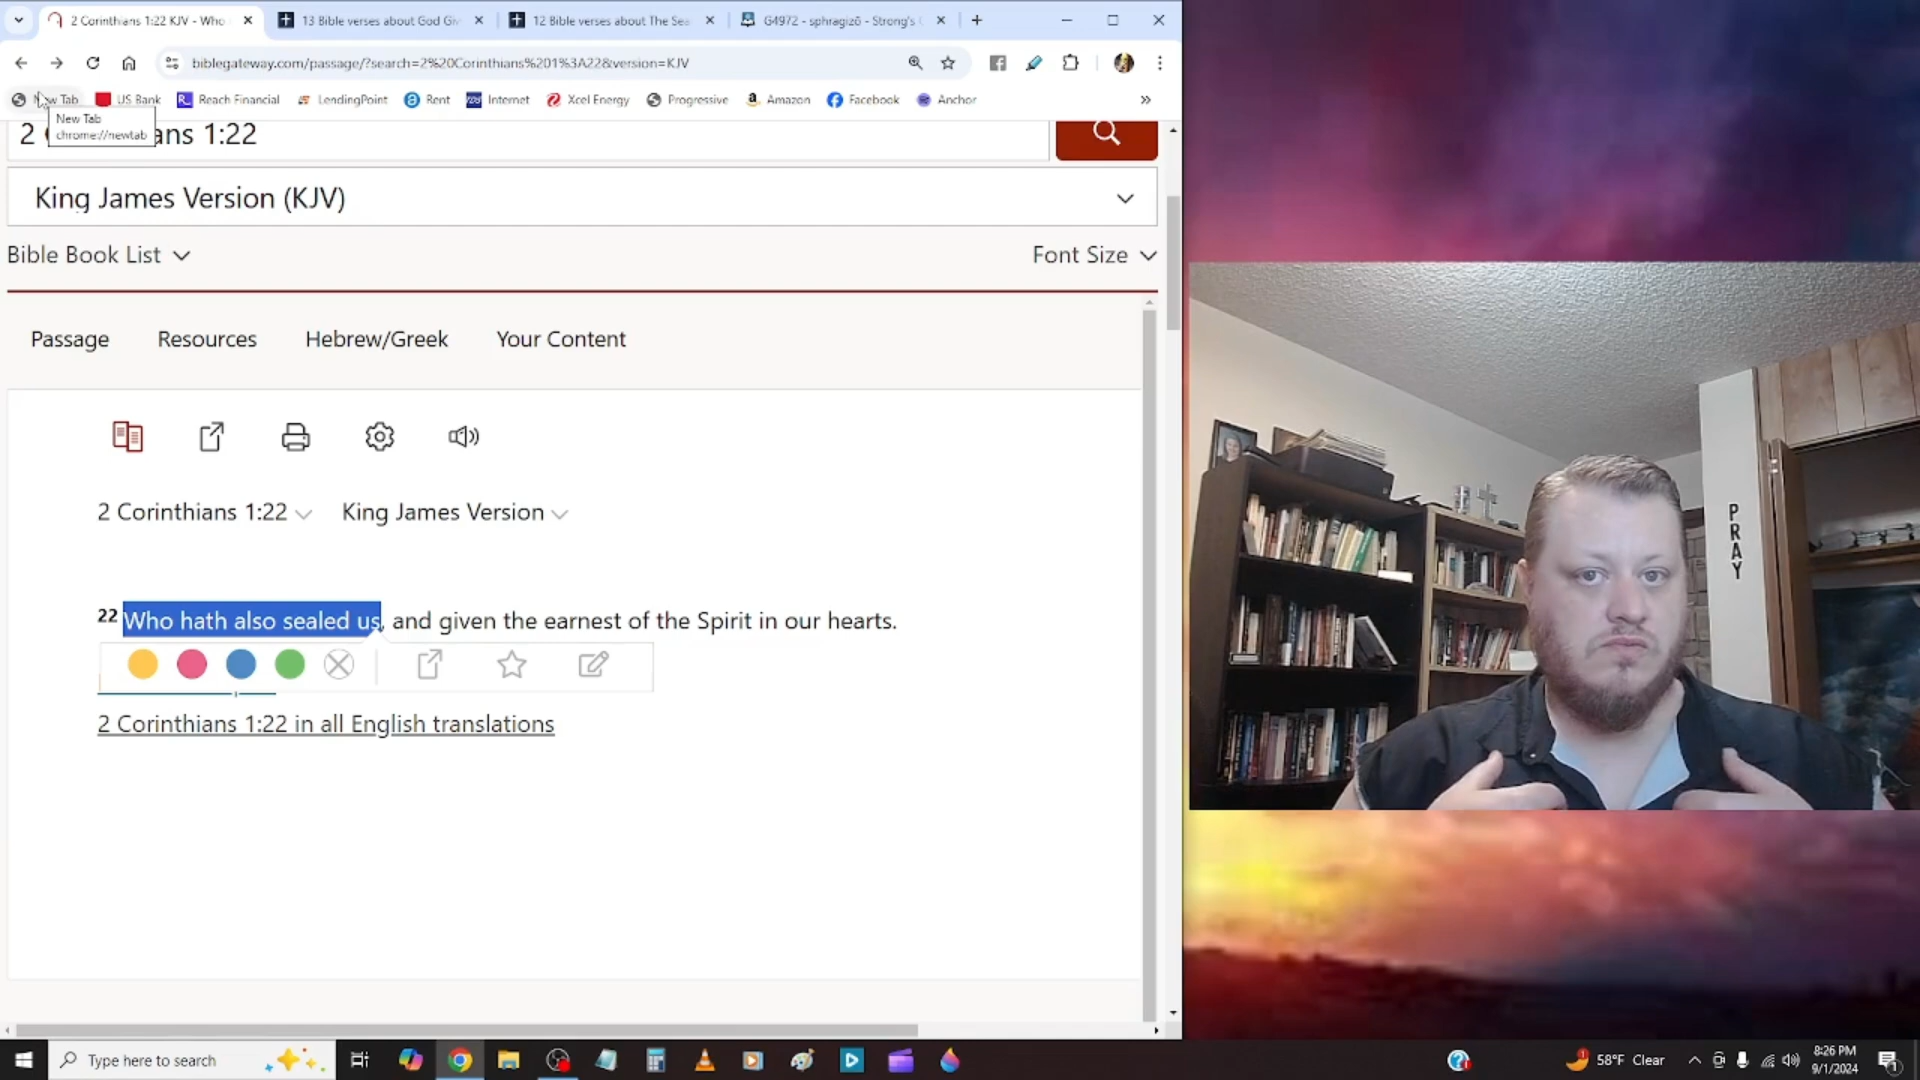 2 Corinthians 1:22 KJV - Who
13 Bible verses about God Giv
12 Bible verses about The Sea
G4972 - sphragizō - Strong's
biblegateway.com/passage/?search=2%20Corinthians%201%3A22&version=KJV
New Tab
US Bank
Reach Financial
LendingPoint
Rent
Internet
Xcel Energy
Progressive
Amazon
Facebook
Anchor
New Tab
chrome://newtab
2 ans 1:22
King James Version (KJV)
Bible Book List
Font Size
Passage
Resources
Hebrew/Greek
Your Content
2 Corinthians 1:22
King James Version
22 Who hath also sealed us, and given the earnest of the Spirit in our hearts.
2 Corinthians 1:22 in all English translations
PRAY
Type here to search
58°F Clear
8:26 PM
9/1/2024